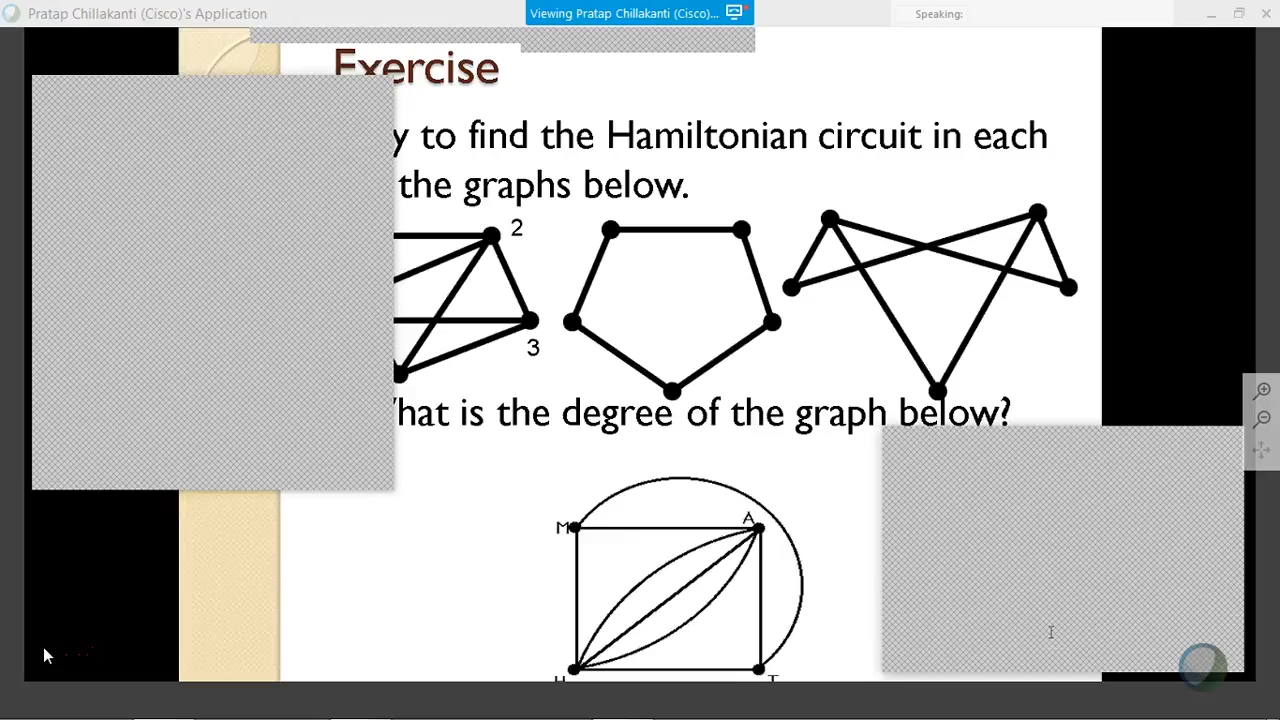 Pratap Chillakanti (Cisco)'s Application
Viewing Pratap Chillakanti (Cisco)...
Speaking:
Exercise
to find the Hamiltonian circuit in each
the graphs below.
2
3
What is the degree of the graph below?
M
A
H
T